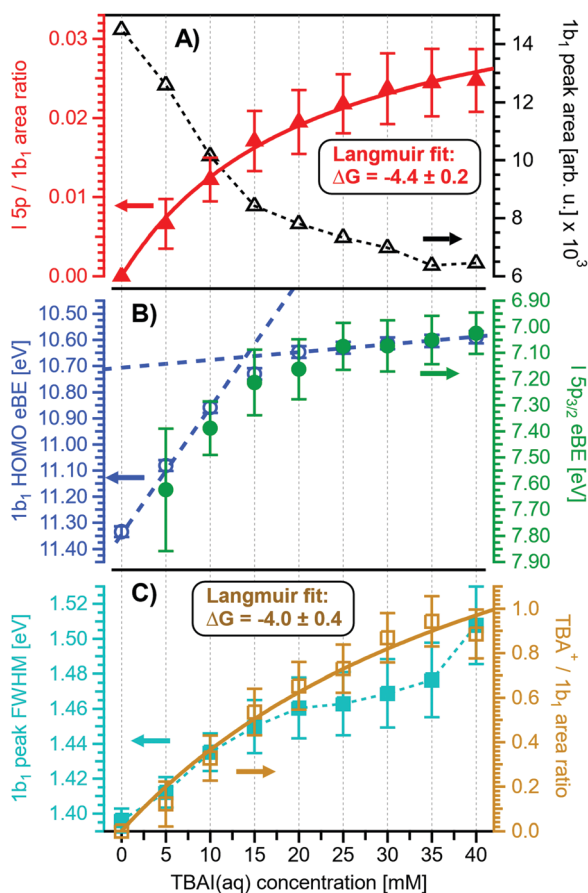 A)
0.03
0.02
0.01
0.00
I 5p / 1b₁ area ratio
14
12
10
8
6
1b₁ peak area [arb. u.] x 10³
Langmuir fit:
ΔG = -4.4 ± 0.2
B)
10.50
10.60
10.70
10.80
10.90
11.00
11.10
11.20
11.30
11.40
1b₁ HOMO eBE [eV]
6.90
7.00
7.10
7.20
7.30
7.40
7.50
7.60
7.70
7.80
7.90
I 5p₃/₂ eBE [eV]
C)
Langmuir fit:
ΔG = -4.0 ± 0.4
1.52
1.50
1.48
1.46
1.44
1.42
1.40
1b₁ peak FWHM [eV]
1.0
0.8
0.6
0.4
0.2
0.0
TBA⁺ / 1b₁ area ratio
0 5 10 15 20 25 30 35 40
TBAI(aq) concentration [mM]